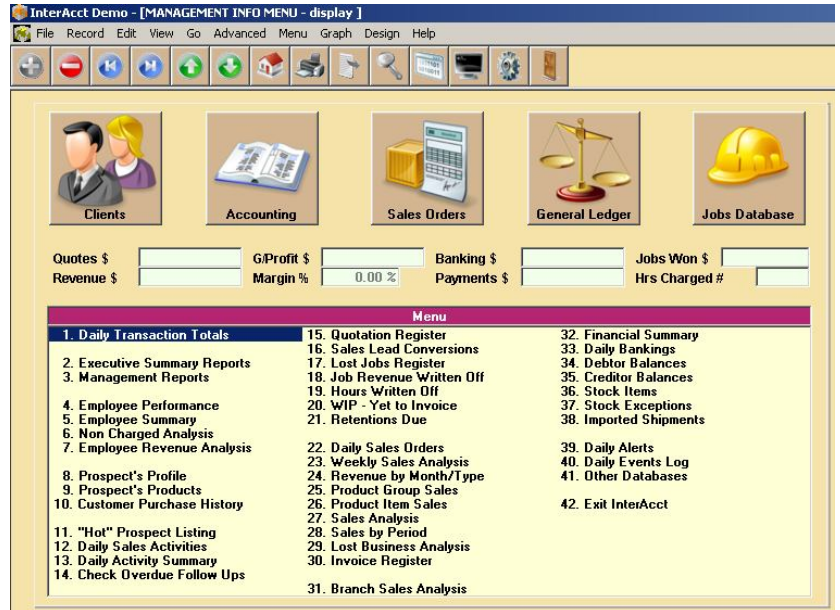 InterAcct Demo - [MANAGEMENT INFO MENU - display ]
File Record Edit View Go Advanced Menu Graph Design Help
Clients
Accounting
Sales Orders
General Ledger
Jobs Database
Quotes $ G/Profit $ Banking $ Jobs Won $
Revenue $ Margin % 0.00 % Payments $ Hrs Charged #
Menu
1. Daily Transaction Totals
2. Executive Summary Reports
3. Management Reports
4. Employee Performance
5. Employee Summary
6. Non Charged Analysis
7. Employee Revenue Analysis
8. Prospect's Profile
9. Prospect's Products
10. Customer Purchase History
11. "Hot" Prospect Listing
12. Daily Sales Activities
13. Daily Activity Summary
14. Check Overdue Follow Ups
15. Quotation Register
16. Sales Lead Conversions
17. Lost Jobs Register
18. Job Revenue Written Off
19. Hours Written Off
20. WIP - Yet to Invoice
21. Retentions Due
22. Daily Sales Orders
23. Weekly Sales Analysis
24. Revenue by Month/Type
25. Product Group Sales
26. Product Item Sales
27. Sales Analysis
28. Sales by Period
29. Lost Business Analysis
30. Invoice Register
31. Branch Sales Analysis
32. Financial Summary
33. Daily Bankings
34. Debtor Balances
35. Creditor Balances
36. Stock Items
37. Stock Exceptions
38. Imported Shipments
39. Daily Alerts
40. Daily Events Log
41. Other Databases
42. Exit InterAcct